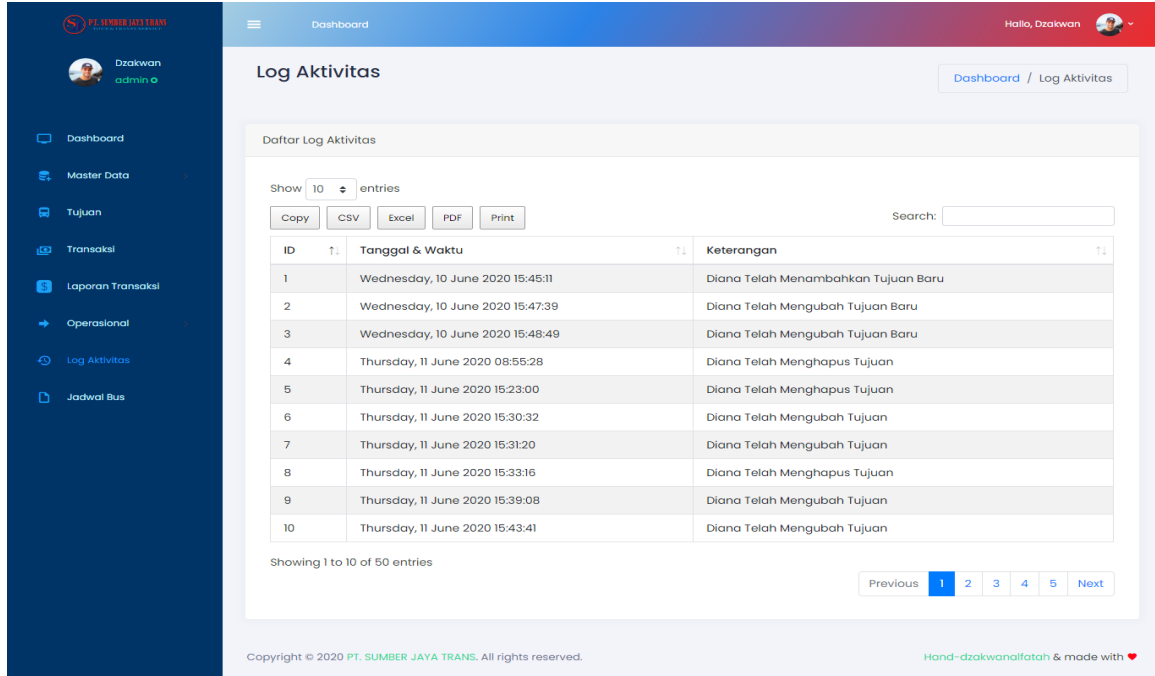 PT. SUMBER JAYA TRANS
Dashboard
Hallo, Dzakwan
Dzakwan
admin
Dashboard
Master Data
Tujuan
Transaksi
Laporan Transaksi
Operasional
Log Aktivitas
Jadwal Bus
Log Aktivitas
Dashboard / Log Aktivitas
Daftar Log Aktivitas
Show 10 entries
Copy CSV Excel PDF Print
Search:
ID Tanggal & Waktu Keterangan
1 Wednesday, 10 June 2020 15:45:11 Diana Telah Menambahkan Tujuan Baru
2 Wednesday, 10 June 2020 15:47:39 Diana Telah Mengubah Tujuan Baru
3 Wednesday, 10 June 2020 15:48:49 Diana Telah Mengubah Tujuan Baru
4 Thursday, 11 June 2020 08:55:28 Diana Telah Menghapus Tujuan
5 Thursday, 11 June 2020 15:23:00 Diana Telah Menghapus Tujuan
6 Thursday, 11 June 2020 15:30:32 Diana Telah Mengubah Tujuan
7 Thursday, 11 June 2020 15:31:20 Diana Telah Mengubah Tujuan
8 Thursday, 11 June 2020 15:33:16 Diana Telah Menghapus Tujuan
9 Thursday, 11 June 2020 15:39:08 Diana Telah Mengubah Tujuan
10 Thursday, 11 June 2020 15:43:41 Diana Telah Mengubah Tujuan
Showing 1 to 10 of 50 entries
Previous 1 2 3 4 5 Next
Copyright © 2020 PT. SUMBER JAYA TRANS. All rights reserved.
Hand-dzakwanalfatah & made with